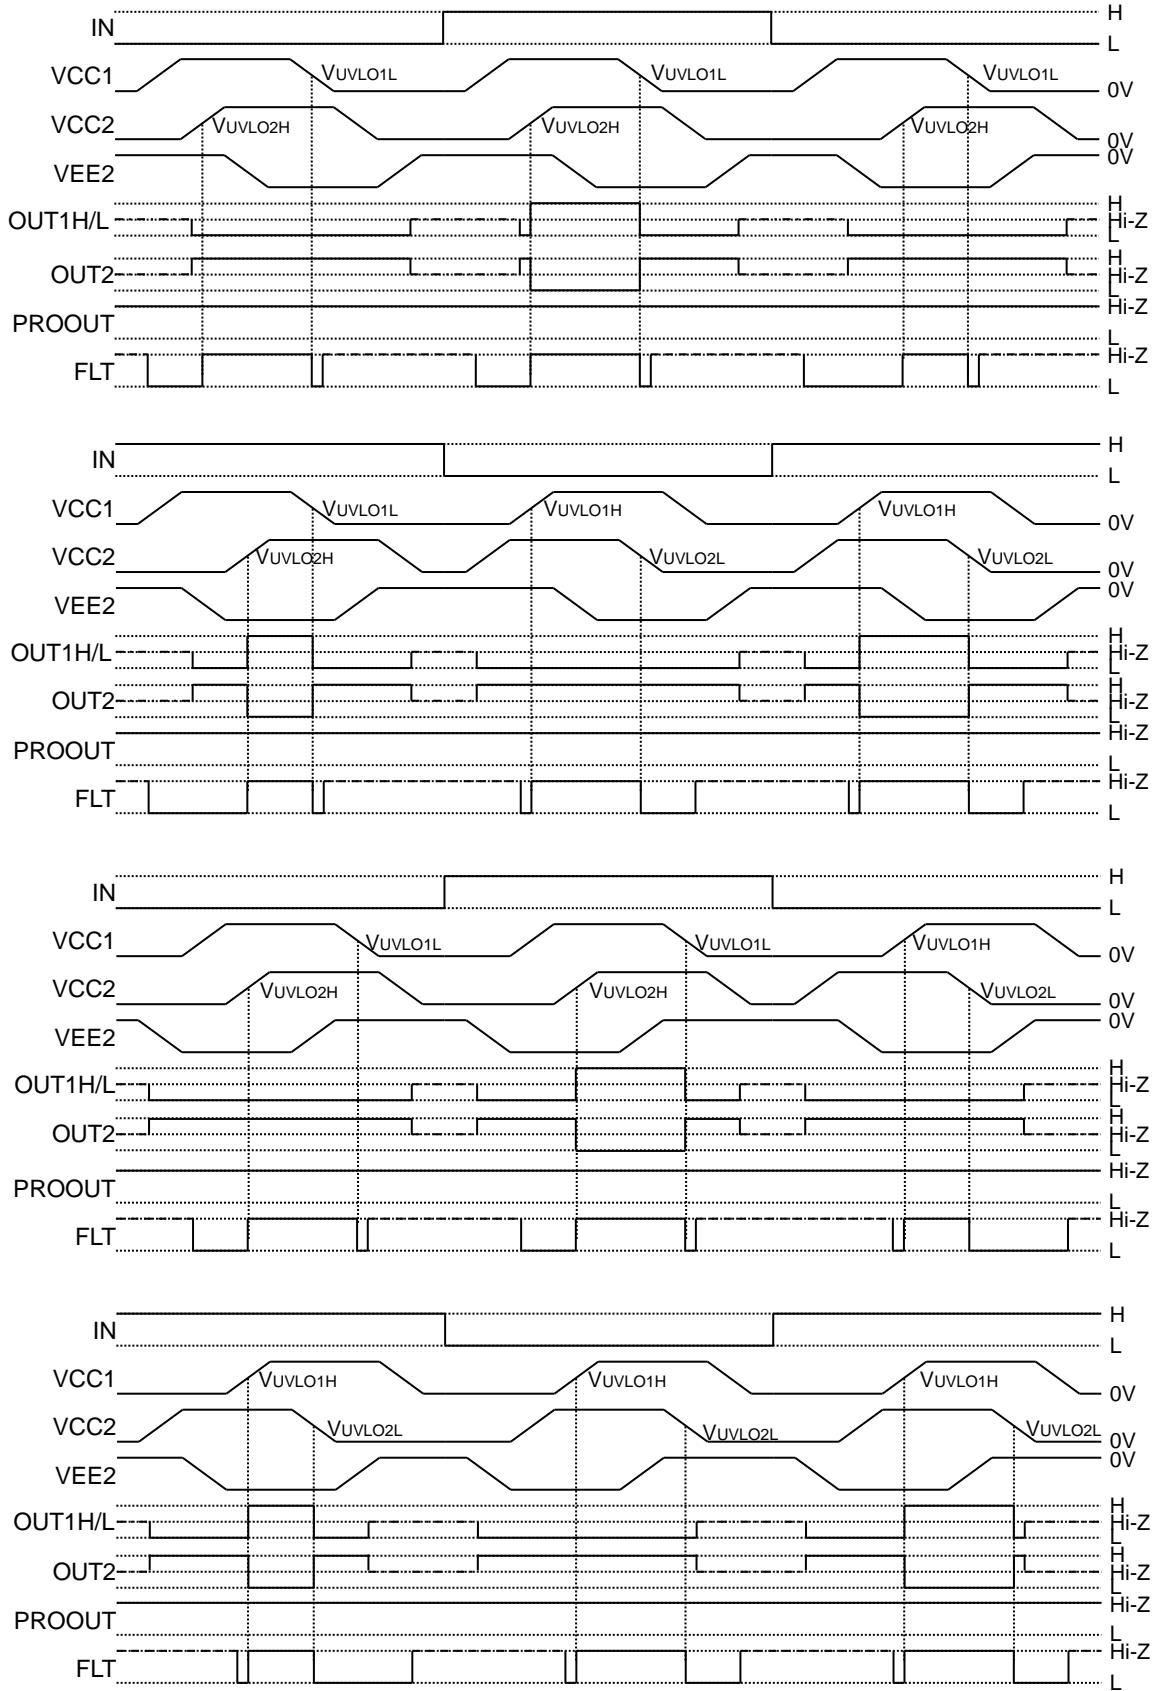 IN H
L
VCC1 VUVLO1L VUVLO1L VUVLO1L 0V
VCC2 VUVLO2H VUVLO2H VUVLO2H 0V
VEE2 0V
OUT1H/L H
Hi-Z
L
OUT2 H
Hi-Z
L
PROOUT Hi-Z
L
FLT Hi-Z
L
IN H
L
VCC1 VUVLO1L VUVLO1H VUVLO1H 0V
VCC2 VUVLO2H VUVLO2L VUVLO2L 0V
VEE2 0V
OUT1H/L H
Hi-Z
L
OUT2 H
Hi-Z
L
PROOUT Hi-Z
L
FLT Hi-Z
L
IN H
L
VCC1 VUVLO1L VUVLO1L VUVLO1H 0V
VCC2 VUVLO2H VUVLO2H VUVLO2L 0V
VEE2 0V
OUT1H/L H
Hi-Z
L
OUT2 H
Hi-Z
L
PROOUT Hi-Z
L
FLT Hi-Z
L
IN H
L
VCC1 VUVLO1H VUVLO1H VUVLO1H 0V
VCC2 VUVLO2L VUVLO2L VUVLO2L 0V
VEE2 0V
OUT1H/L H
Hi-Z
L
OUT2 H
Hi-Z
L
PROOUT Hi-Z
L
FLT Hi-Z
L